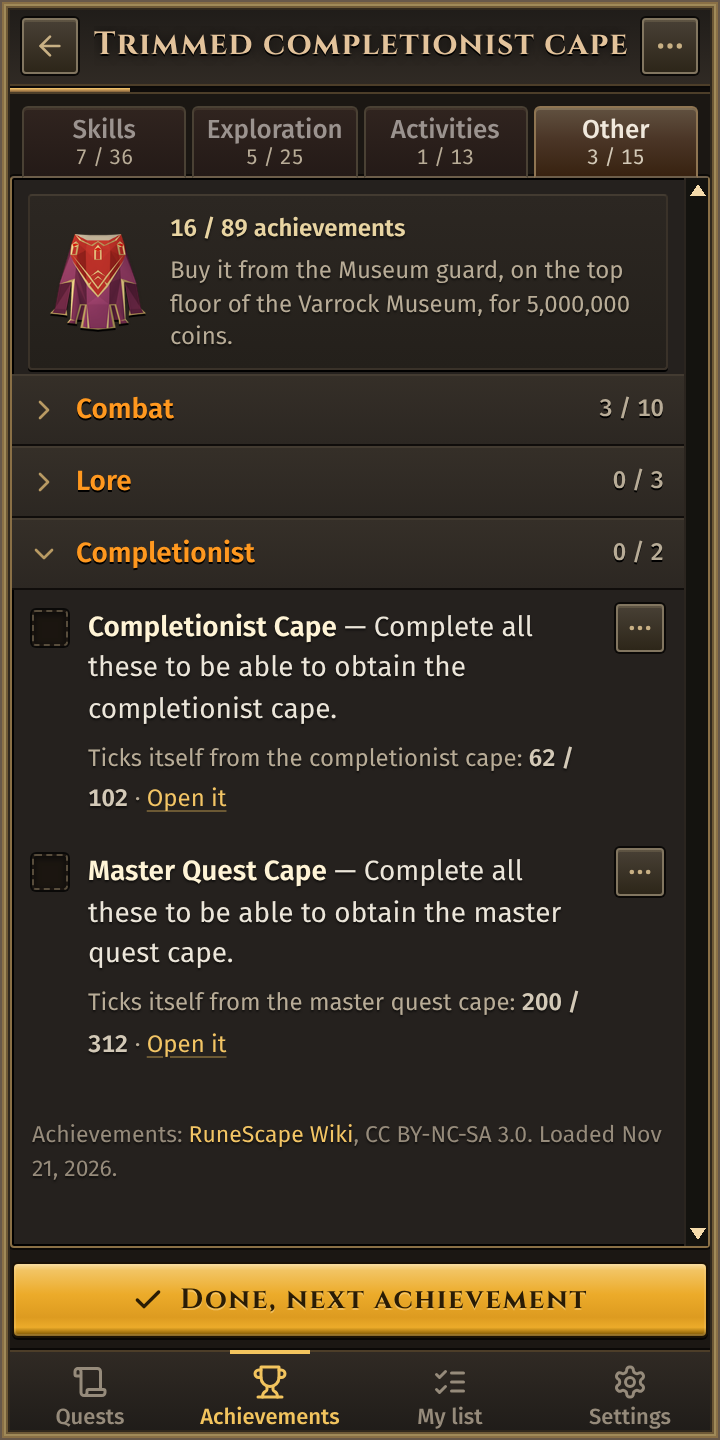 Trimmed completionist cape
Skills
7 / 36
Exploration
5 / 25
Activities
1 / 13
Other
3 / 15
16 / 89 achievements
Buy it from the Museum guard, on the top
floor of the Varrock Museum, for 5,000,000
coins.
Combat
3 / 10
Lore
0 / 3
Completionist
0 / 2
Completionist Cape — Complete all
these to be able to obtain the
completionist cape.
Ticks itself from the completionist cape: 62 /
102 · Open it
Master Quest Cape — Complete all
these to be able to obtain the master
quest cape.
Ticks itself from the master quest cape: 200 /
312 · Open it
Achievements: RuneScape Wiki, CC BY-NC-SA 3.0. Loaded Nov
21, 2026.
Done, next achievement
Quests
Achievements
My list
Settings